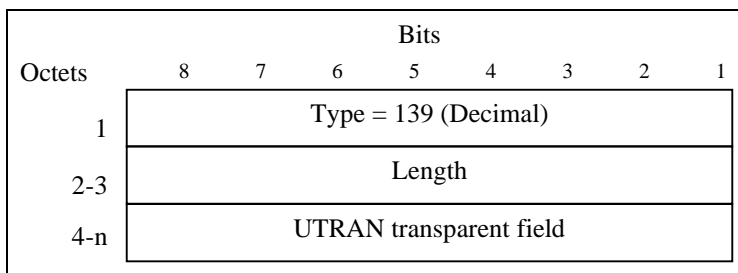 Bits
Octets 8 7 6 5 4 3 2 1
1 Type = 139 (Decimal)
2-3 Length
4-n UTRAN transparent field